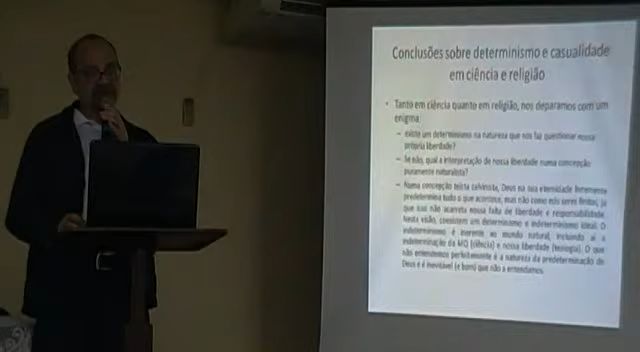 Conclusões sobre determinismo e casualidade
em ciência e religião
• Tanto em ciência quanto em religião, nos deparamos com um
enigma:
– existe um determinismo na natureza que nos faz questionar nossa
própria liberdade?
– Se não, qual a interpretação de nossa liberdade numa concepção
puramente naturalista?
– Numa concepção teísta calvinista, Deus na sua eternidade livremente
predetermina tudo o que acontece, mas não como nós seres finitos, já
que isso não acarreta nossa falta de liberdade e responsabilidade.
Nesta visão, coexistem um determinismo e indeterminismo ideal. O
indeterminismo é inerente ao mundo natural, incluindo aí a
indeterminação da MQ (ciência) e nossa liberdade (teologia). O que
não entendemos perfeitamente é a natureza da predeterminação de
Deus e é inevitável (e bom) que não a entendamos.